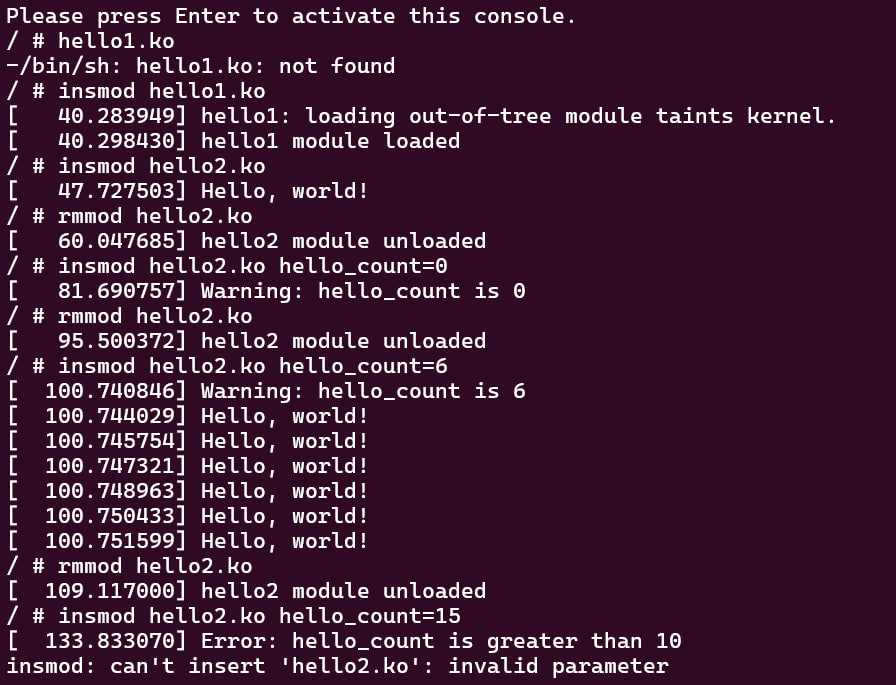 Please press Enter to activate this console.
/ # hello1.ko
-/bin/sh: hello1.ko: not found
/ # insmod hello1.ko
[   40.283949] hello1: loading out-of-tree module taints kernel.
[   40.298430] hello1 module loaded
/ # insmod hello2.ko
[   47.727503] Hello, world!
/ # rmmod hello2.ko
[   60.047685] hello2 module unloaded
/ # insmod hello2.ko hello_count=0
[   81.690757] Warning: hello_count is 0
/ # rmmod hello2.ko
[   95.500372] hello2 module unloaded
/ # insmod hello2.ko hello_count=6
[  100.740846] Warning: hello_count is 6
[  100.744029] Hello, world!
[  100.745754] Hello, world!
[  100.747321] Hello, world!
[  100.748963] Hello, world!
[  100.750433] Hello, world!
[  100.751599] Hello, world!
/ # rmmod hello2.ko
[  109.117000] hello2 module unloaded
/ # insmod hello2.ko hello_count=15
[  133.833070] Error: hello_count is greater than 10
insmod: can't insert 'hello2.ko': invalid parameter